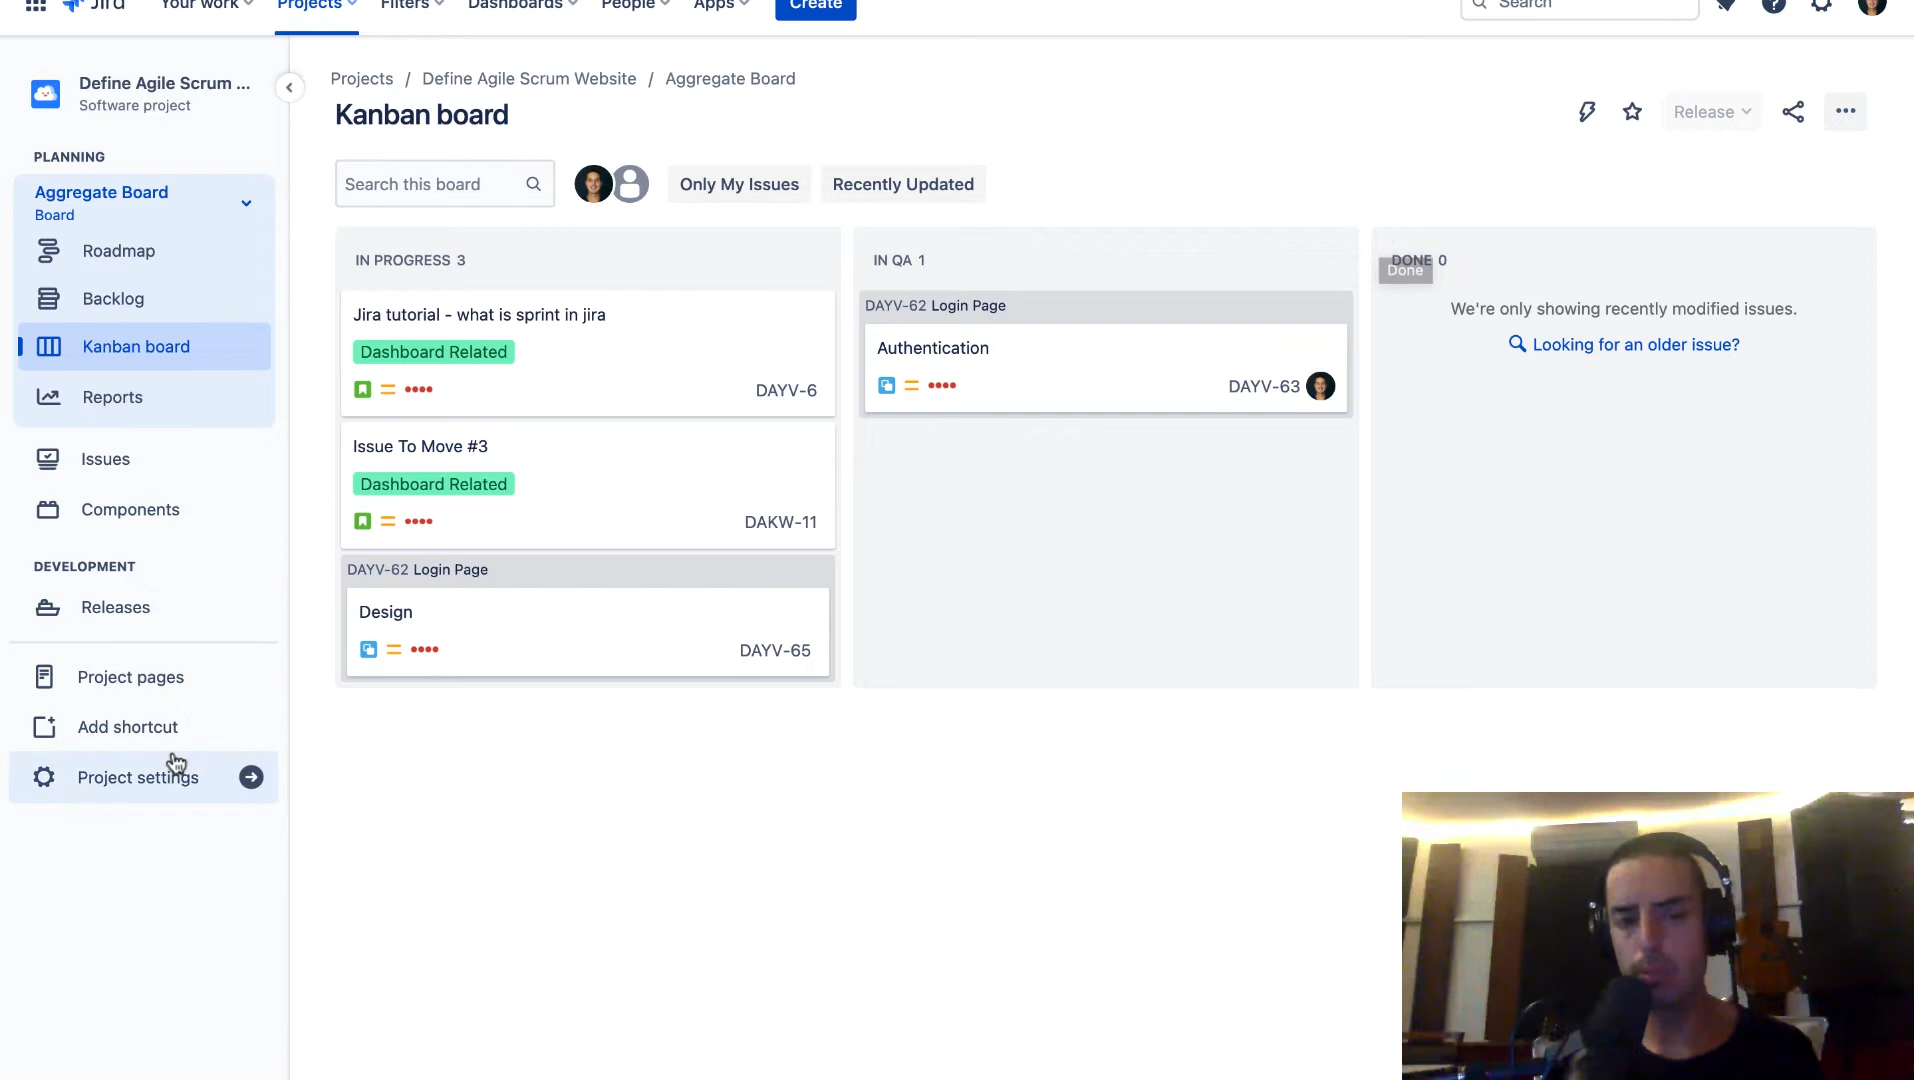 Jira
Your work
Projects
Filters
Dashboards
People
Apps
Create
Search
Define Agile Scrum ...
Software project
PLANNING
Aggregate Board
Board
Roadmap
Backlog
Kanban board
Reports
Issues
Components
DEVELOPMENT
Releases
Project pages
Add shortcut
Project settings
Projects / Define Agile Scrum Website / Aggregate Board
Kanban board
Release
Search this board
Only My Issues
Recently Updated
IN PROGRESS 3
Jira tutorial - what is sprint in jira
Dashboard Related
DAYV-6
Issue To Move #3
Dashboard Related
DAKW-11
DAYV-62 Login Page
Design
DAYV-65
IN QA 1
DAYV-62 Login Page
Authentication
DAYV-63
DONE 0
Done
We're only showing recently modified issues.
Looking for an older issue?